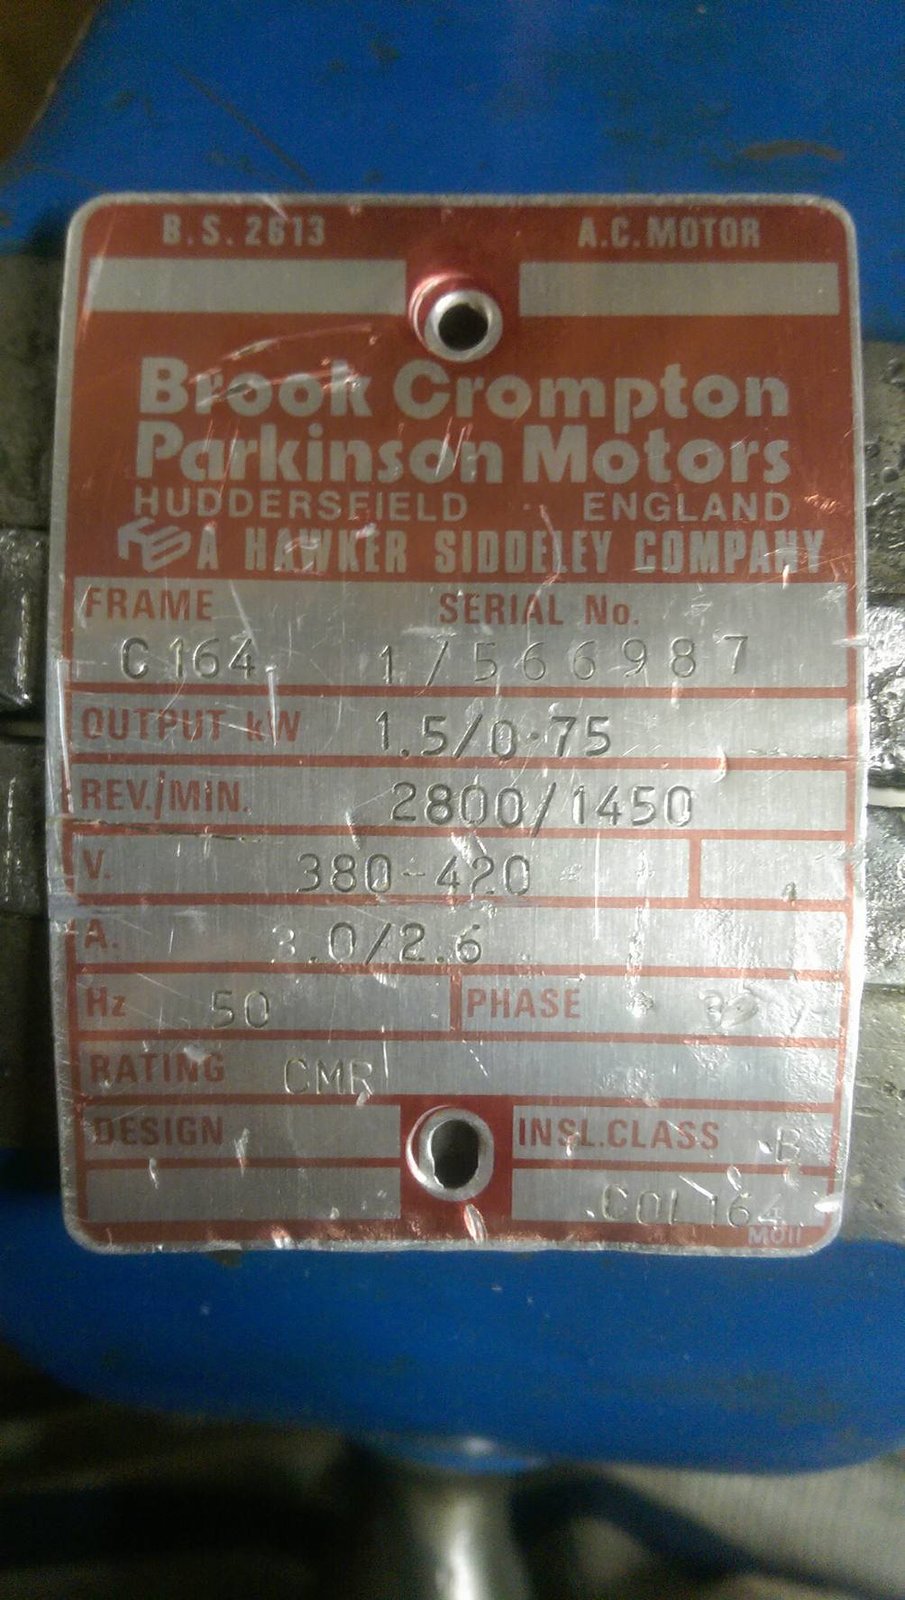 B.S. 2613 A.C. MOTOR
Brook Crompton
Parkinson Motors
HUDDERSFIELD ENGLAND
A HAWKER SIDDELEY COMPANY
FRAME SERIAL No.
C164 1/566987
OUTPUT kW 1.5/0.75
REV./MIN. 2800/1450
V. 380-420
A. 3.0/2.6
Hz 50 PHASE
RATING CMR
DESIGN INSL.CLASS B
164